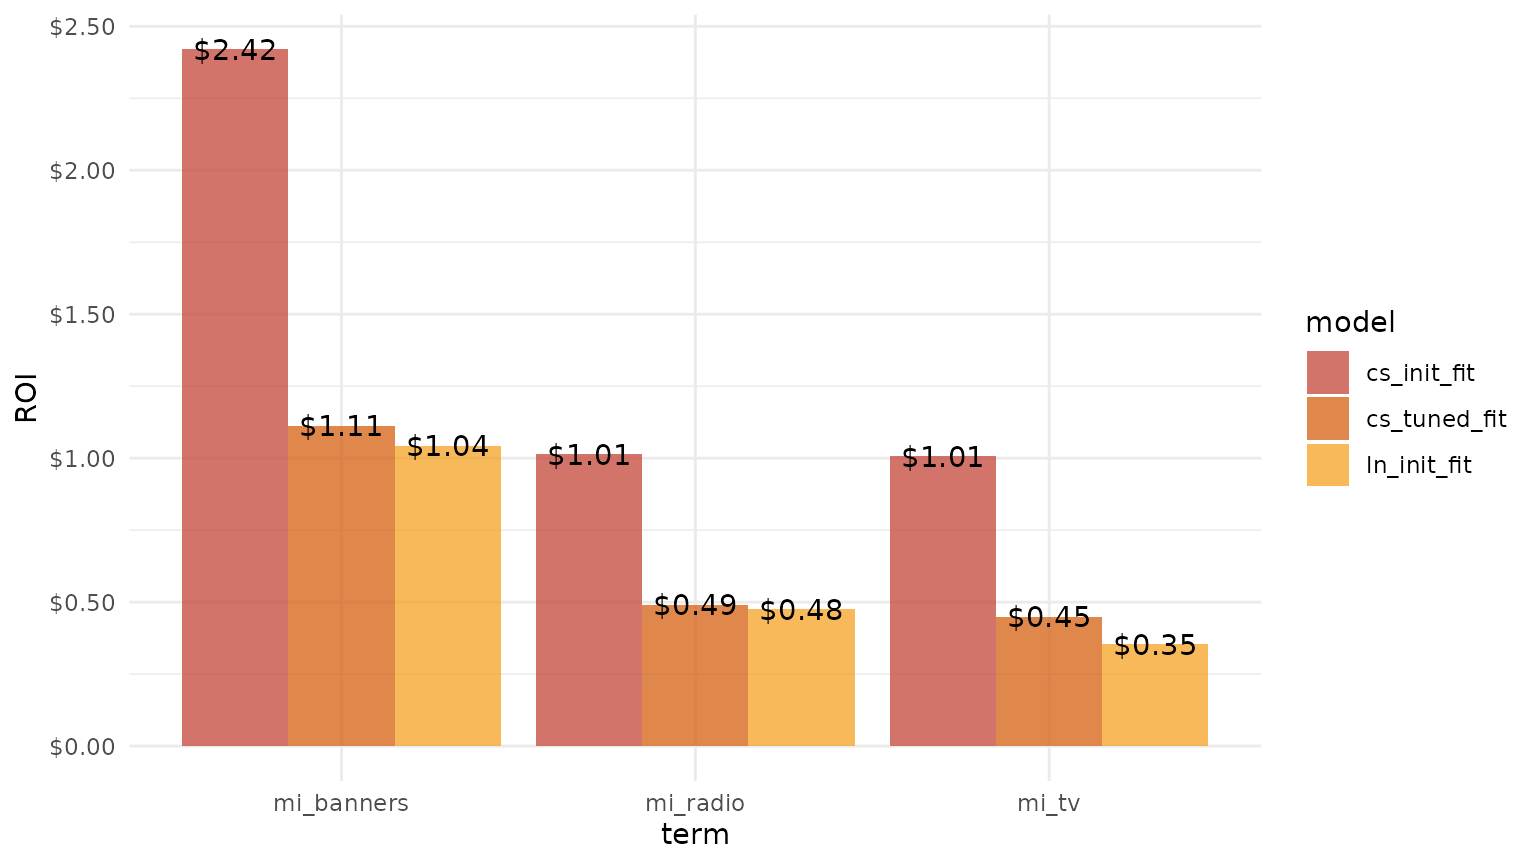 $2.50
$2.00
$1.50
$1.00
$0.50
$0.00
ROI
$2.42
$1.11
$1.04
$1.01
$0.49
$0.48
$1.01
$0.45
$0.35
mi_banners
mi_radio
mi_tv
term
model
cs_init_fit
cs_tuned_fit
ln_init_fit